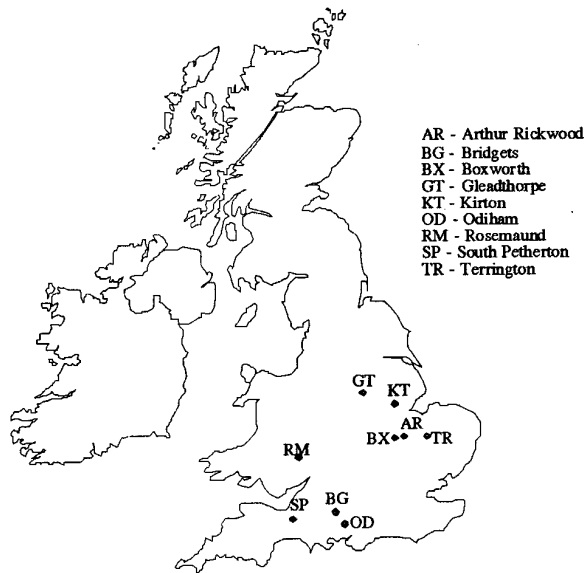 AR - Arthur Rickwood
BG - Bridgets
BX - Boxworth
GT - Gleadthorpe
KT - Kirton
OD - Odiham
RM - Rosemaund
SP - South Petherton
TR - Terrington
GT
KT
AR
BX
TR
RM
SP
BG
OD